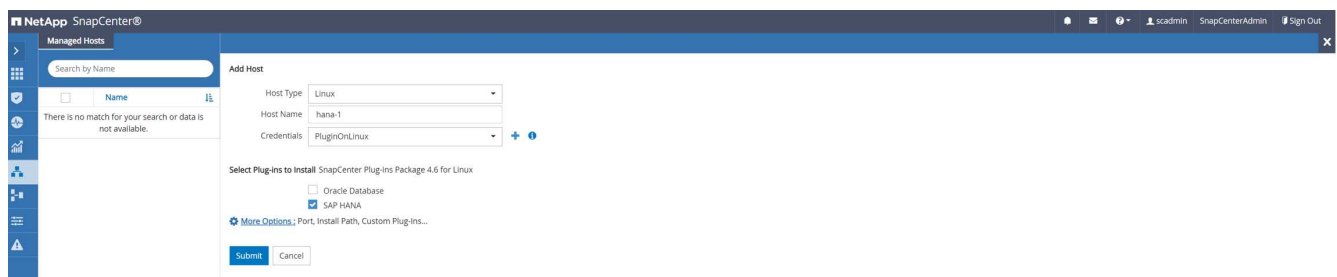 NetApp SnapCenter®
scadmin SnapCenterAdmin Sign Out
Managed Hosts
Search by Name
Name
There is no match for your search or data is
not available.
Add Host
Host Type Linux
Host Name hana-1
Credentials PluginOnLinux
Select Plug-ins to Install SnapCenter Plug-ins Package 4.6 for Linux
Oracle Database
SAP HANA
More Options : Port, Install Path, Custom Plug-Ins...
Submit Cancel